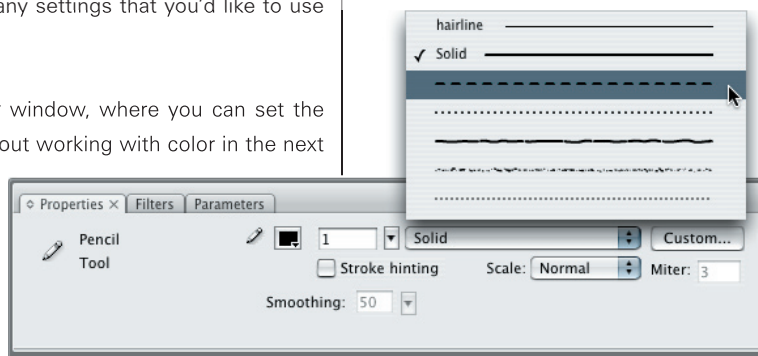 any settings that you'd like to use
window, where you can set the
out working with color in the next
hairline
Solid
Properties × Filters Parameters
Pencil
Tool
1 Solid Custom...
Stroke hinting Scale: Normal Miter: 3
Smoothing: 50